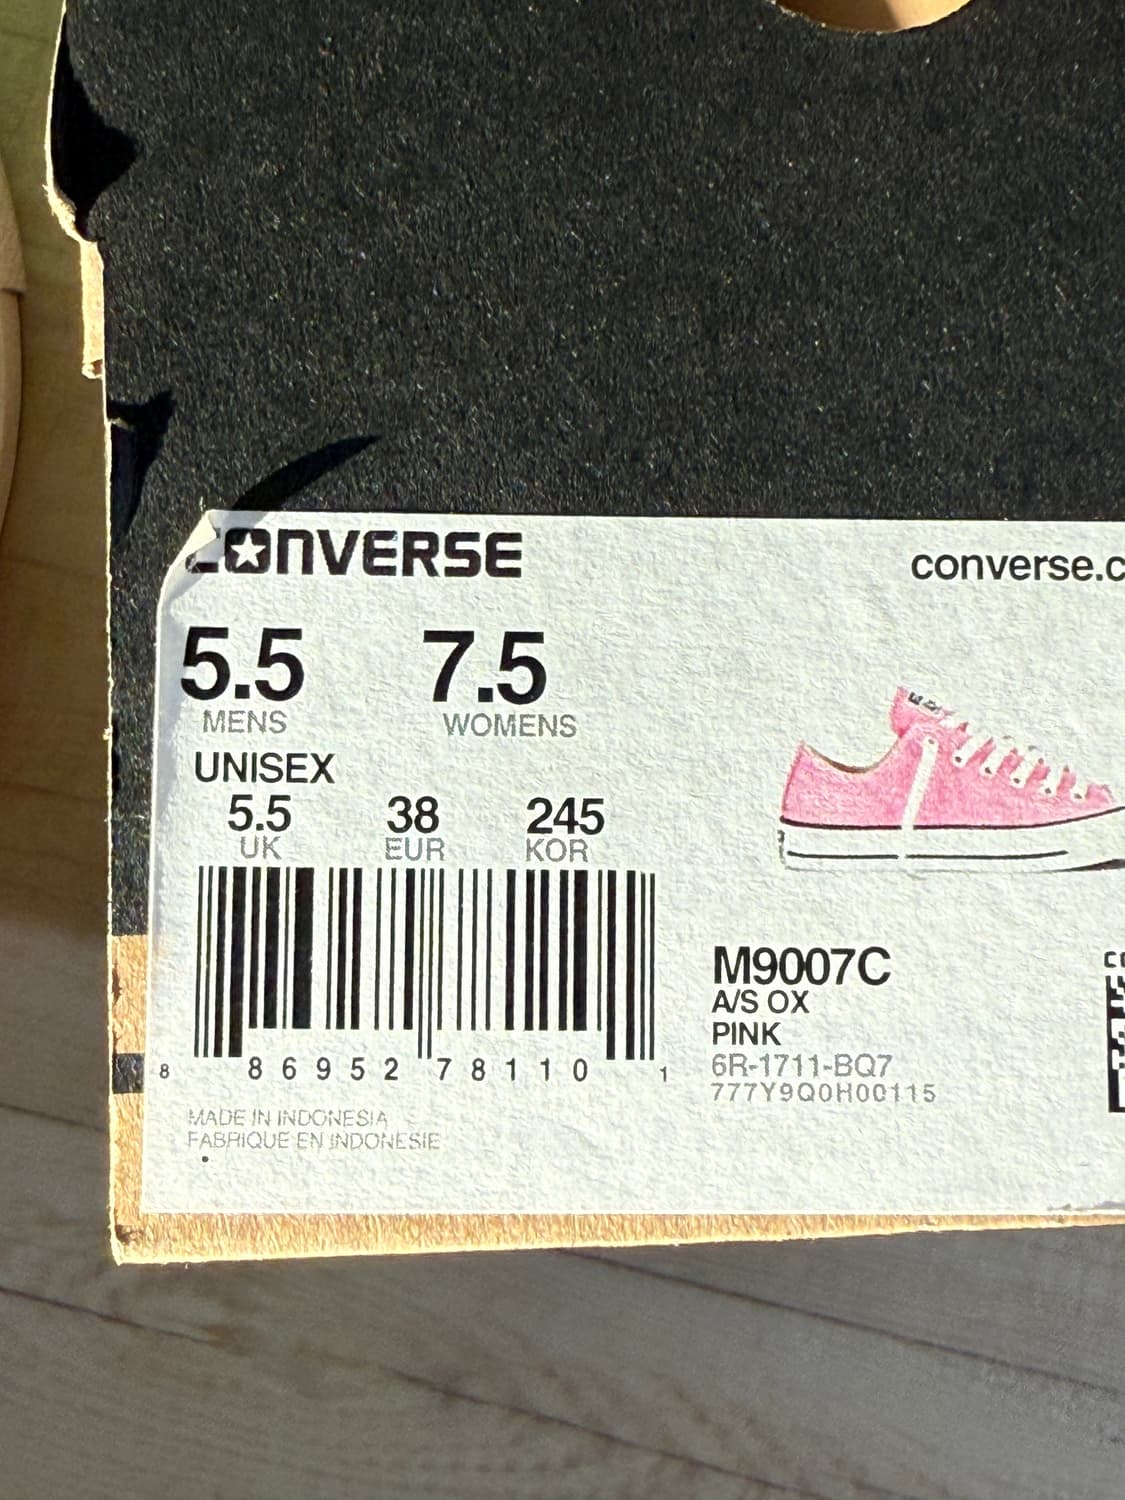 CONVERSE
converse.c
5.5 7.5
MENS WOMENS
UNISEX
5.5 38 245
UK EUR KOR
8 86952 78110 1
M9007C
A/S OX
PINK
6R-1711-BQ7
777Y9Q0H00115
MADE IN INDONESIA
FABRIQUE EN INDONESIE